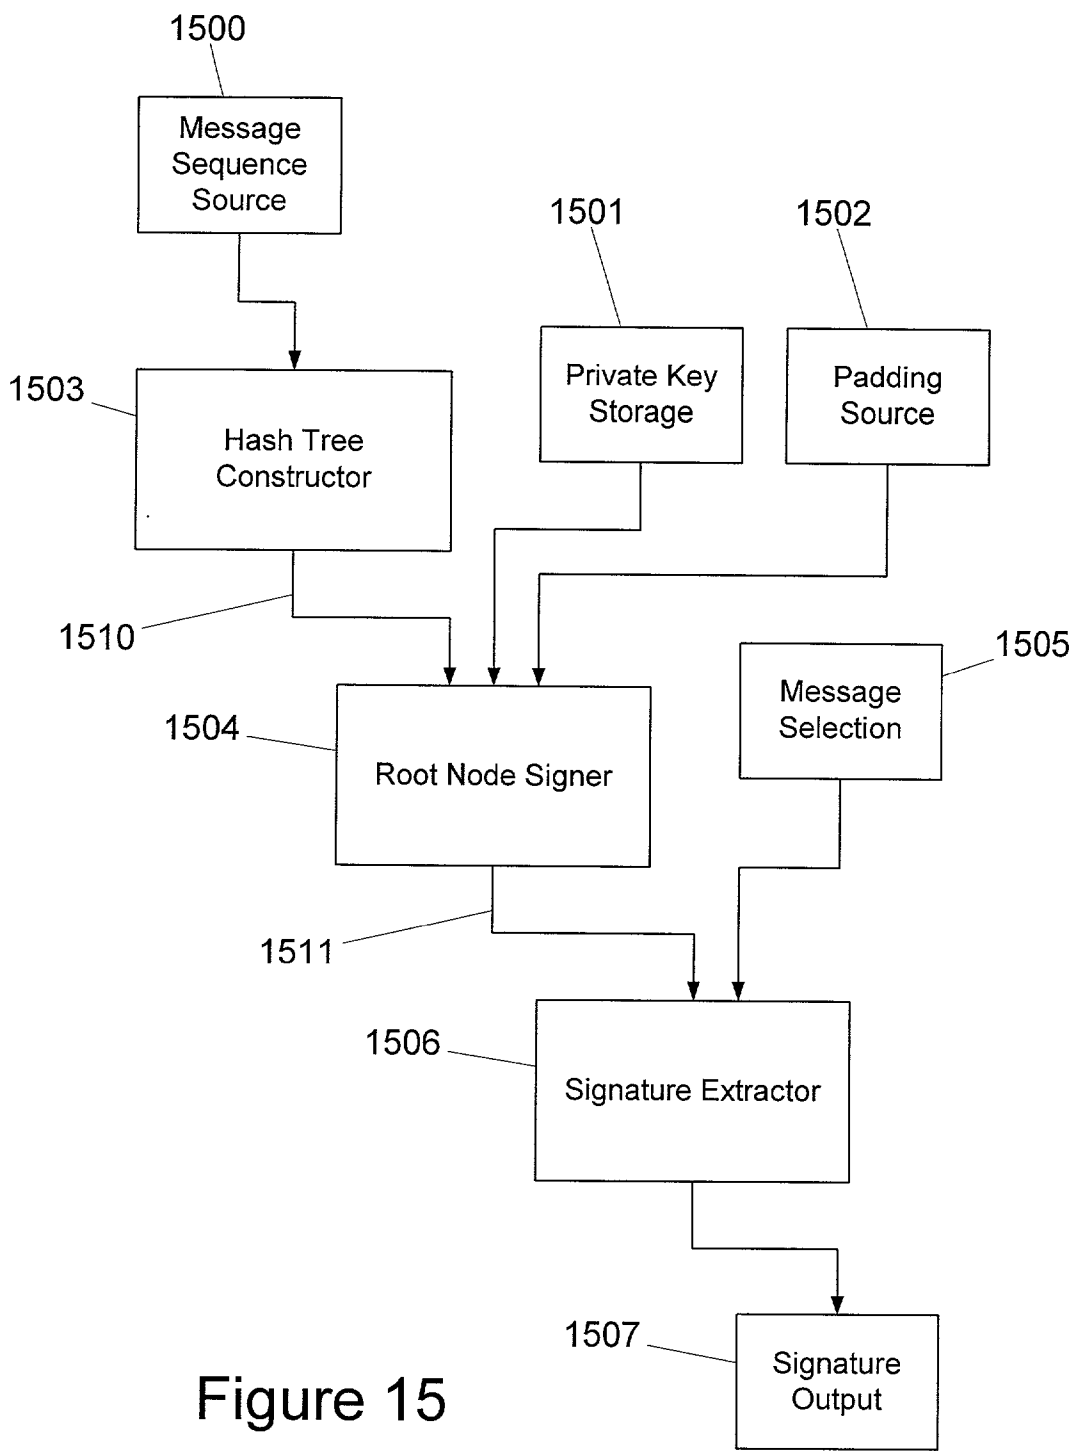 1500
Message
Sequence
Source
1501
1502
1503
Hash Tree
Constructor
Private Key
Storage
Padding
Source
1510
1504
Root Node Signer
1505
Message
Selection
1511
1506
Signature Extractor
1507
Signature
Output
Figure 15